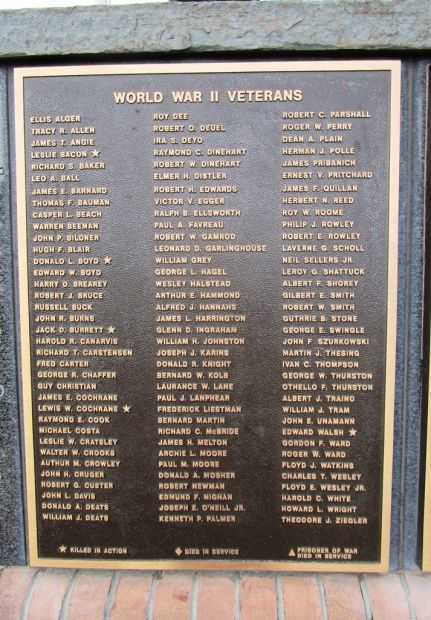 WORLD WAR II VETERANS
ELLIS ALGER
TRACY R. ALLEN
JAMES T. ANGIE
LESLIE BACON ★
RICHARD S. BAKER
LEO A. BALL
JAMES E. BARNARD
THOMAS F. BAUMAN
CASPER L. BEACH
WARREN BEEMAN
JOHN P. BILDNER
HUGH F. BLAIR
DONALD L. BOYD ★
EDWARD W. BOYD
HARRY D. BREAKEY
ROBERT J. BRUCE
RUSSELL BUCK
JOHN R. BURNS
JACK D. BURRETT ★
HAROLD R. CANARVIS
RICHARD T. CARSTENSEN
FRED CARTER
GEORGE R. CHAFFER
GUY CHRISTIAN
JAMES E. COCHRANE
LEWIS W. COCHRANE ★
RAYMOND E. COOK
MICHAEL COSTA
LESLIE W. CRATSLEY
WALTER W. CROOKS
AUTHUR M. CROWLEY
JOHN H. CRUGER
ROBERT G. CUSTER
JOHN L. DAVIS
DONALD A. DEATS
WILLIAM J. DEATS
ROY DEE
ROBERT O. DEUEL
IRA S. DEYO
RAYMOND C. DINEHART
ROBERT W. DINEHART
ELMER H. DISTLER
ROBERT H. EDWARDS
VICTOR V. EGGER
RALPH B. ELLSWORTH
PAUL A. FAVREAU
ROBERT W. GAMROD
LEONARD D. GARLINGHOUSE
WILLIAM GREY
GEORGE L. HAGEL
WESLEY HALSTEAD
ARTHUR E. HAMMOND
ALFRED J. HANNAHS
JAMES L. HARRINGTON
GLENN D. INGRAHAM
WILLIAM H. JOHNSTON
JOSEPH J. KARINS
DONALD R. KNIGHT
BERNARD W. KOLB
LAURANCE W. LANE
PAUL J. LANPHEAR
FREDERICK LIESTMAN
BERNARD MARTIN
RICHARD C. McBRIDE
JAMES H. MELTON
ARCHIE L. MOORE
PAUL M. MOORE
DONALD A. MOSHER
ROBERT NEWMAN
EDMUND F. NIGHAN
JOSEPH E. O'NEILL JR.
KENNETH P. PALMER
ROBERT C. PARSHALL
ROGER W. PERRY
DEAN A. PLAIN
HERMAN J. POLLE
JAMES PRIBANICH
ERNEST V. PRITCHARD
JAMES F. QUILLAN
HERBERT N. REED
ROY W. ROOME
PHILIP J. ROWLEY
ROBERT E. ROWLEY
LAVERNE G. SCHOLL
NEIL SELLERS JR.
LEROY G. SHATTUCK
ALBERT F. SHOREY
GILBERT E. SMITH
ROBERT W. SMITH
GUTHRIE B. STONE
GEORGE E. SWINGLE
JOHN F. SZURKOWSKI
MARTIN J. THESING
IVAN C. THOMPSON
GEORGE W. THURSTON
OTHELLO F. THURSTON
ALBERT J. TRAINO
WILLIAM J. TRAM
JOHN E. UNAMANN
EDWARD WALSH ★
GORDON F. WARD
ROGER W. WARD
FLOYD J. WATKINS
CHARLES T. WESLEY
FLOYD E. WESLEY JR.
HAROLD C. WHITE
HOWARD L. WRIGHT
THEODORE J. ZIEGLER
★ KILLED IN ACTION
◆ DIED IN SERVICE
▲ PRISONER OF WAR
DIED IN SERVICE